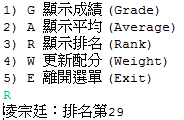 1) G 顯示成績 (Grade)
2) A 顯示平均 (Average)
3) R 顯示排名 (Rank)
4) W 更新配分 (Weight)
5) E 離開選單 (Exit)
R
凌宗廷：排名第29